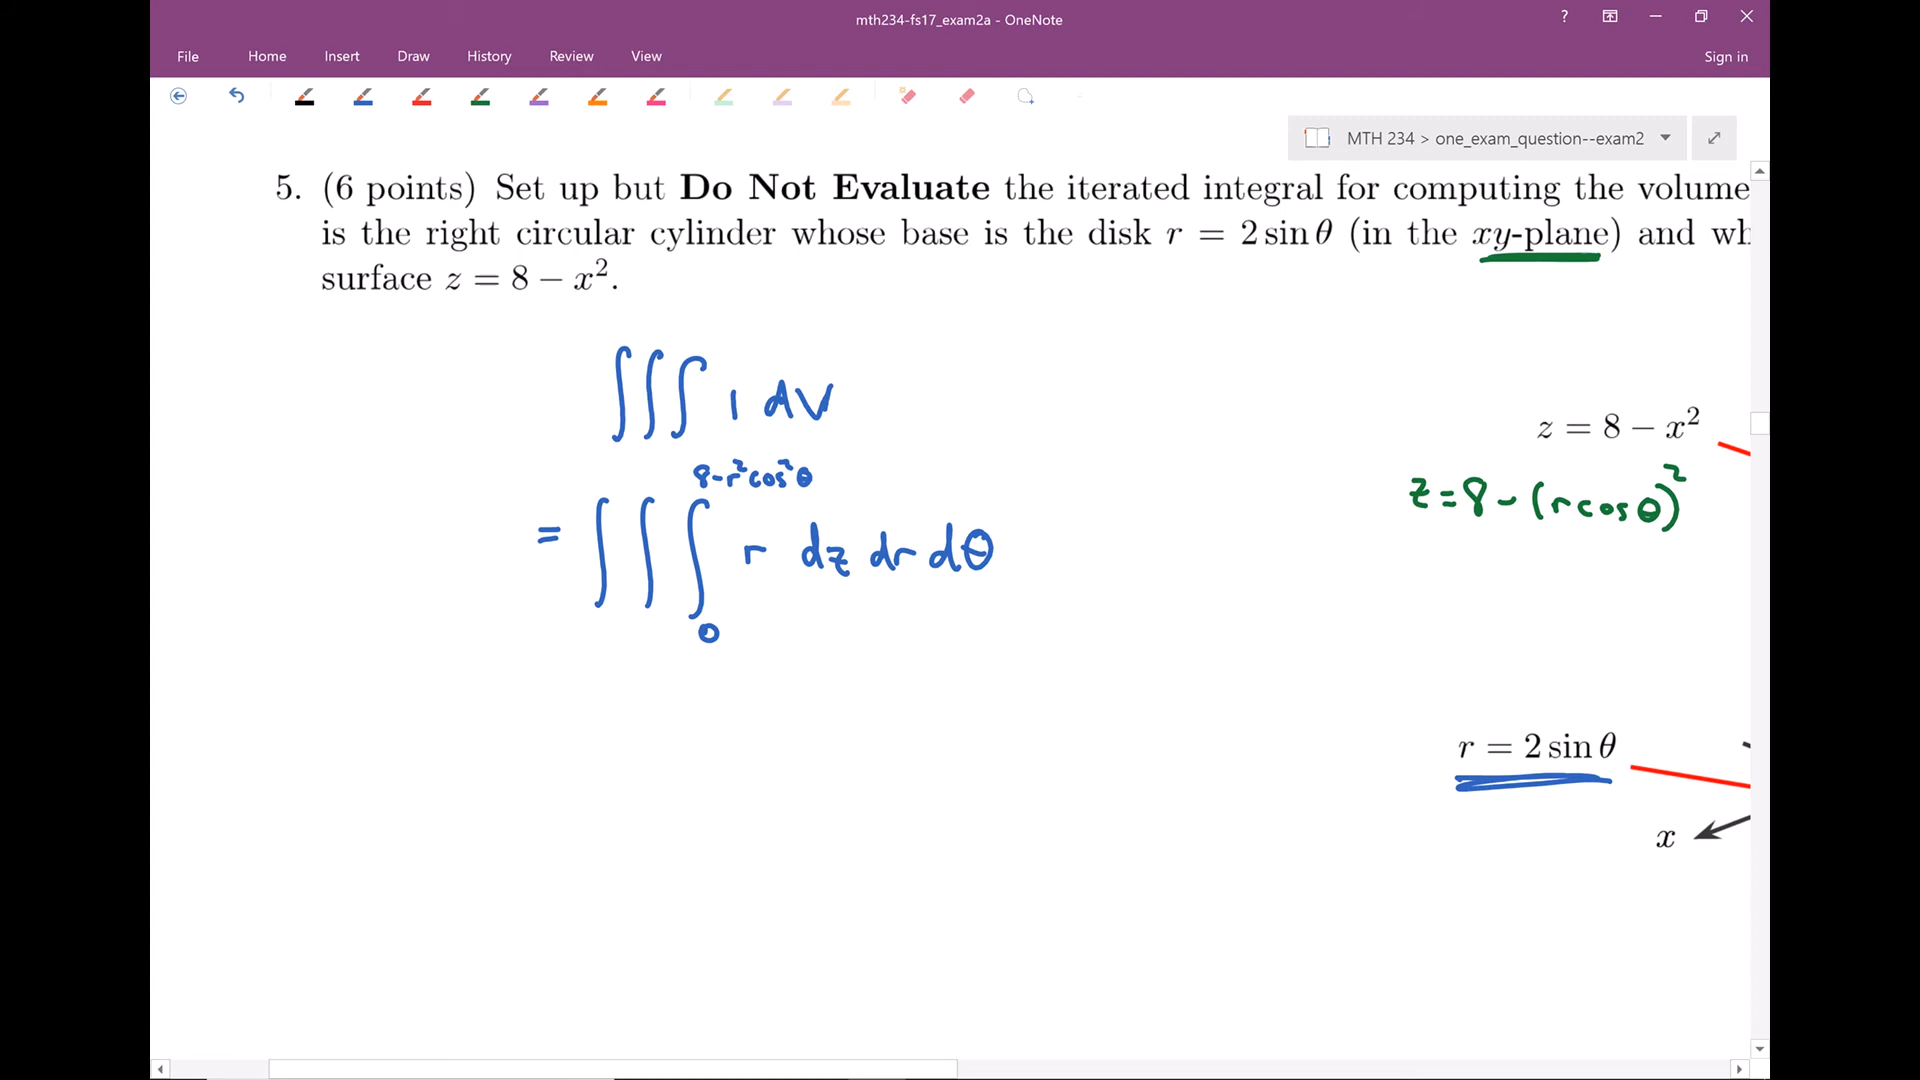 mth234-fs17_exam2a - OneNote
?
File Home Insert Draw History Review View Sign in
MTH 234 > one_exam_question--exam2
5. (6 points) Set up but Do Not Evaluate the iterated integral for computing the volume
is the right circular cylinder whose base is the disk r = 2 sin θ (in the xy-plane) and wh
surface z = 8 − x².
∫∫∫ 1 dV
z = 8 − x²
z = 8 − (r cos θ)²
8−r²cos²θ
= ∫ ∫ ∫ r dz dr dθ
0
r = 2 sin θ
x